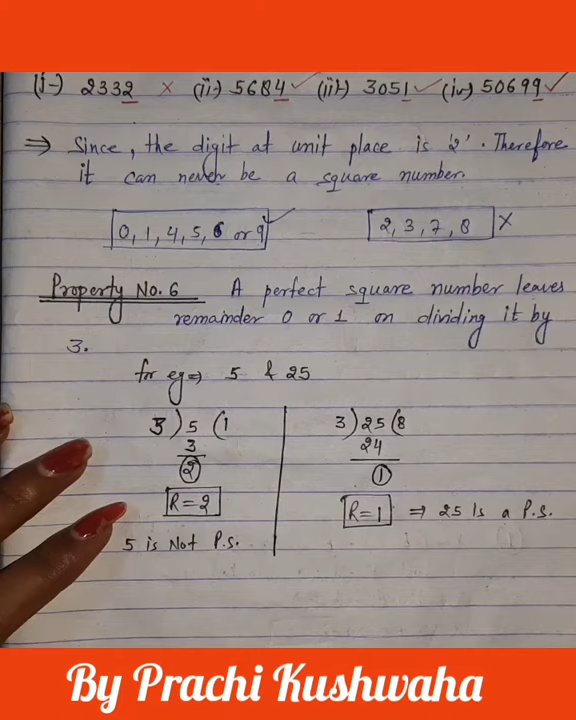 (i-) 2332 × (ii-) 5684 ✓ (iii-) 3051 ✓ (iv-) 50699 ✓
⇒ Since, the digit at unit place is '2'. Therefore
it can never be a square number.
0, 1, 4, 5, 6 or 9 ✓ 2, 3, 7, 8 ×
Property No. 6 A perfect square number leaves
remainder 0 or 1 on dividing it by
3.
for eg ⇒ 5 & 25
3 ) 5 ( 1
3
2
R = 2
5 is Not P.S.
3 ) 25 ( 8
24
1
R = 1 ⇒ 25 Is a P.S.
By Prachi Kushwaha